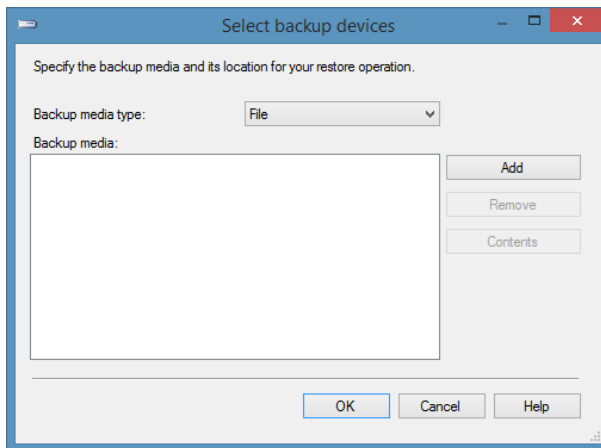 Select backup devices
Specify the backup media and its location for your restore operation.
Backup media type:
File
Backup media:
Add
Remove
Contents
OK
Cancel
Help